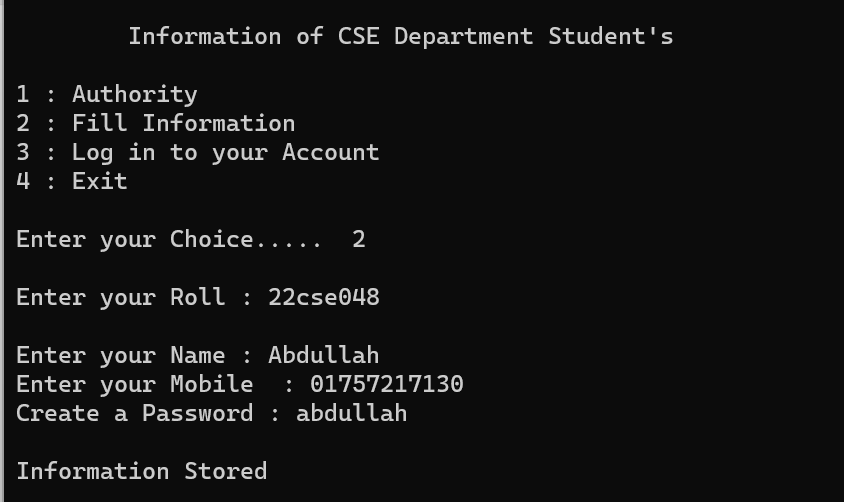 Information of CSE Department Student's
1 : Authority
2 : Fill Information
3 : Log in to your Account
4 : Exit
Enter your Choice.....  2
Enter your Roll : 22cse048
Enter your Name : Abdullah
Enter your Mobile  : 01757217130
Create a Password : abdullah
Information Stored